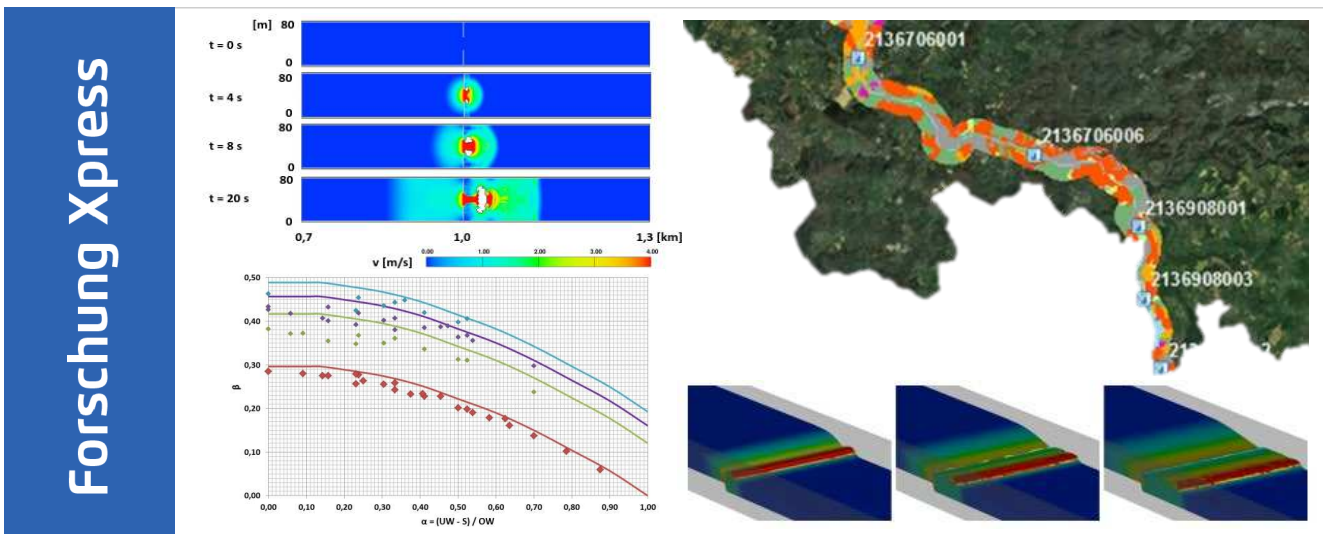 Forschung Xpress
[m] 80
t = 0 s
0
80
t = 4 s
0
80
t = 8 s
0
80
t = 20 s
0
0,7 1,0 1,3 [km]
v [m/s] 0.00 1.00 2.00 3.00 4.00
0,50
0,40
0,30
β
0,20
0,10
0,00
0,00 0,10 0,20 0,30 0,40 0,50 0,60 0,70 0,80 0,90 1,00
α = (UW - S) / OW
2136706001
2136706006
2136908001
2136908003